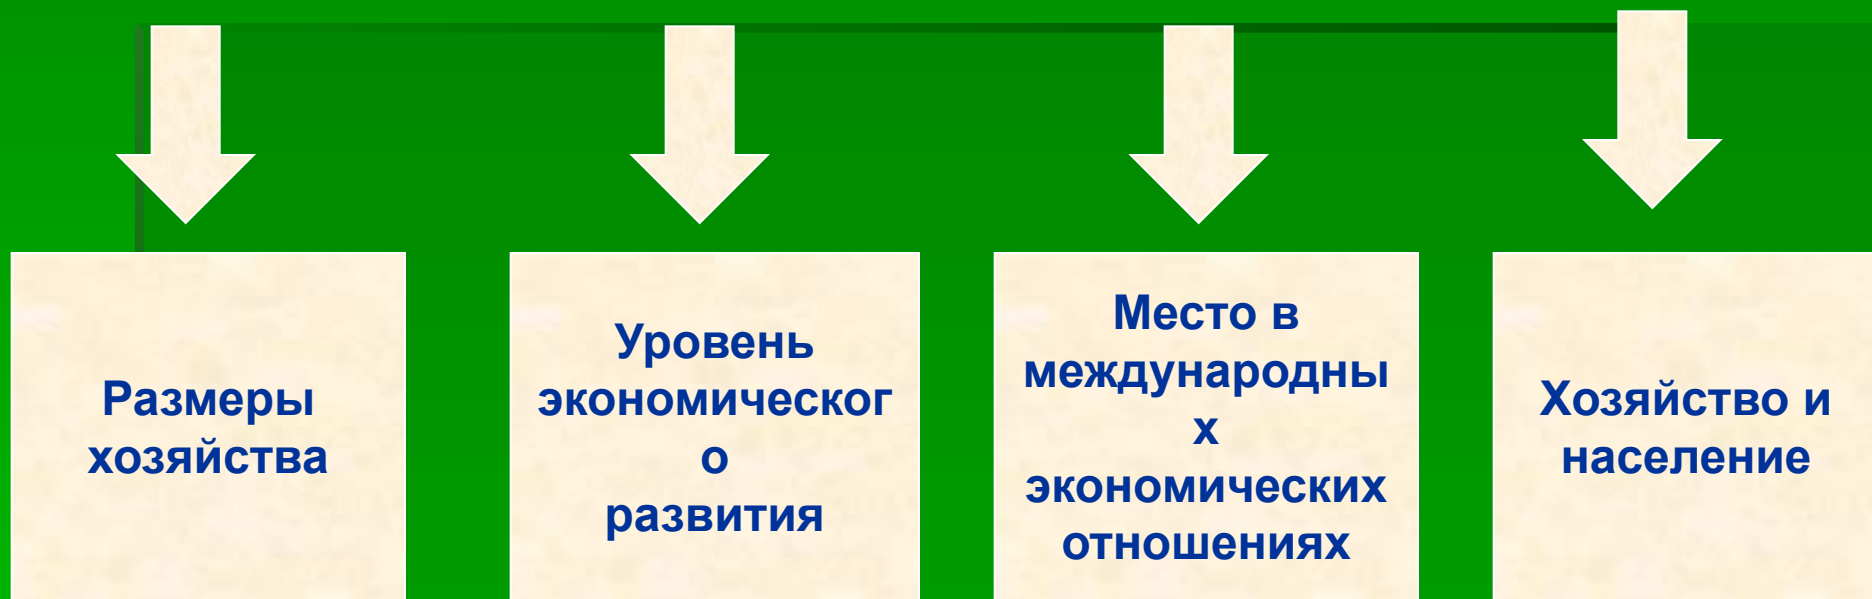 Размеры
хозяйства
Уровень
экономическог
о
развития
Место в
международны
х
экономических
отношениях
Хозяйство и
население